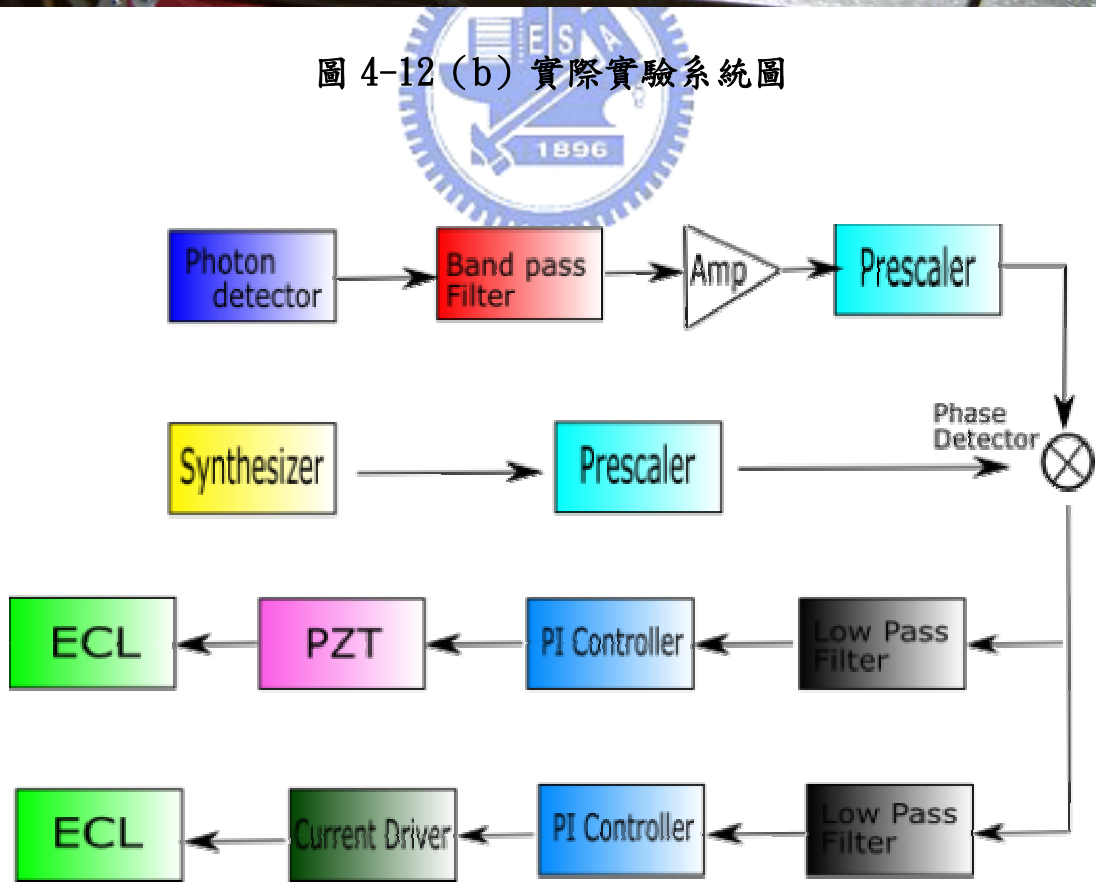 圖 4-12（b）實際實驗系統圖
E S A
1896
Photon
detector
Band pass
Filter
Amp
Prescaler
Phase
Detector
Synthesizer
Prescaler
ECL
PZT
PI Controller
Low Pass
Filter
ECL
Current Driver
PI Controller
Low Pass
Filter